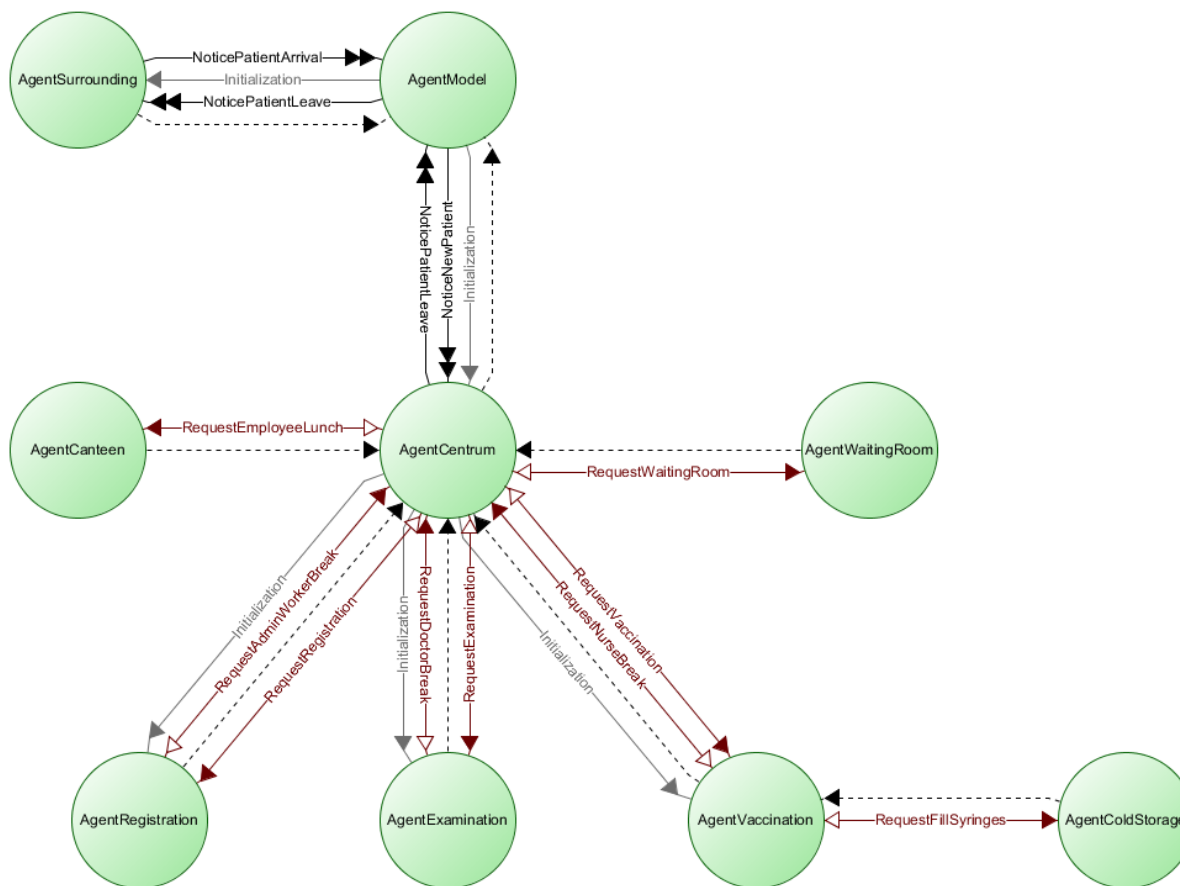 NoticePatientArrival
AgentSurrounding
Initialization
AgentModel
NoticePatientLeave
NoticePatientLeave
NoticeNewPatient
Initialization
RequestEmployeeLunch
AgentCanteen
AgentCentrum
AgentWaitingRoom
RequestWaitingRoom
Initialization
RequestAdminWorkerBreak
RequestRegistration
Initialization
RequestDoctorBreak
RequestExamination
Initialization
RequestNurseBreak
RequestVaccination
AgentRegistration
AgentExamination
AgentVaccination
RequestFillSyringes
AgentColdStorage